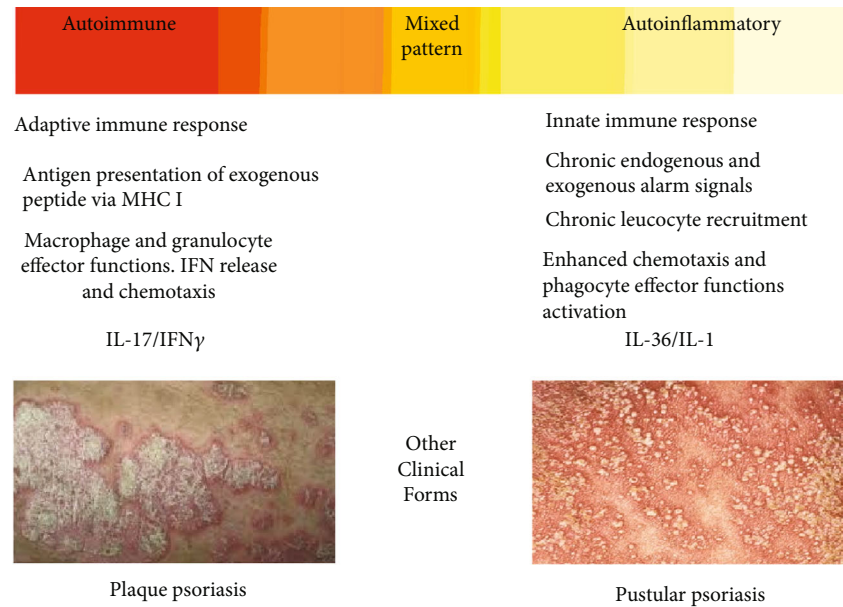 Autoimmune
Mixed
pattern
Autoinflammatory
Adaptive immune response
Antigen presentation of exogenous
peptide via MHC I
Macrophage and granulocyte
effector functions. IFN release
and chemotaxis
IL-17/IFNγ
Innate immune response
Chronic endogenous and
exogenous alarm signals
Chronic leucocyte recruitment
Enhanced chemotaxis and
phagocyte effector functions
activation
IL-36/IL-1
Other
Clinical
Forms
Plaque psoriasis
Pustular psoriasis